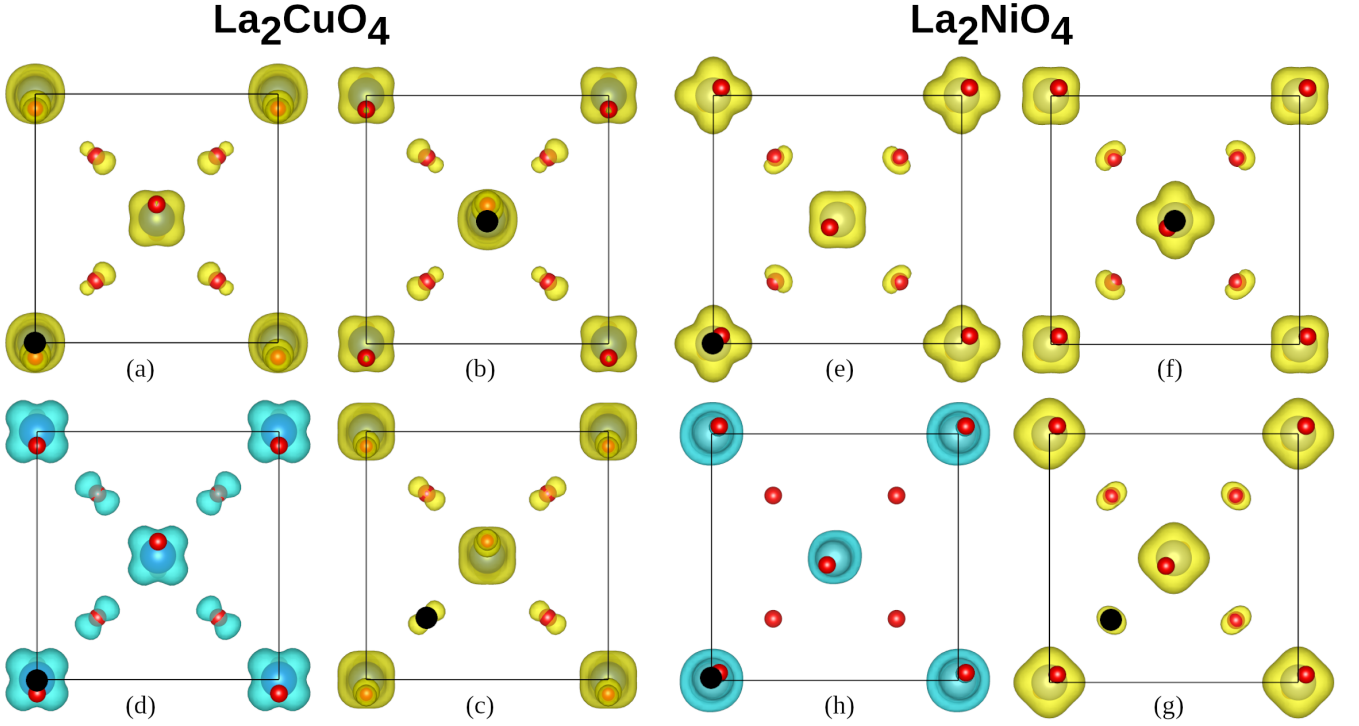 La₂CuO₄ La₂NiO₄
(a) (b) (e) (f)
(d) (c) (h) (g)